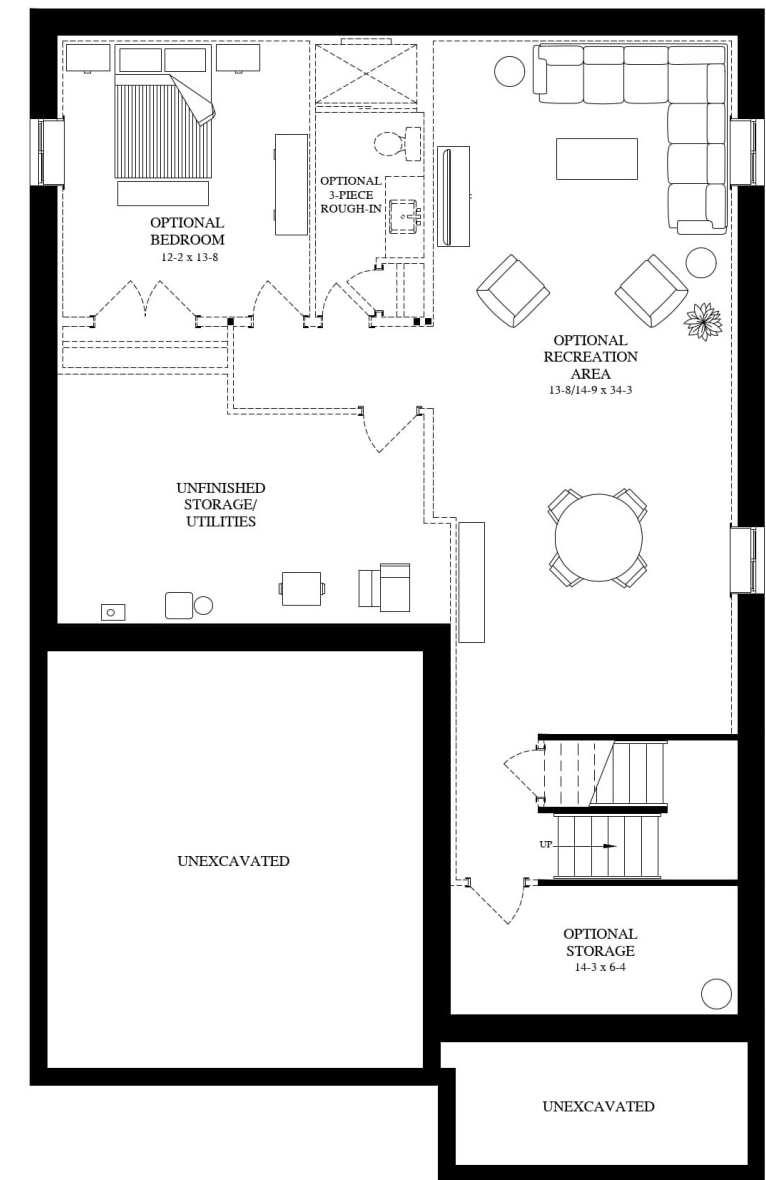 OPTIONAL
3-PIECE
ROUGH-IN
OPTIONAL
BEDROOM
12-2 x 13-8
OPTIONAL
RECREATION
AREA
13-8/14-9 x 34-3
UNFINISHED
STORAGE/
UTILITIES
UP
UNEXCAVATED
OPTIONAL
STORAGE
14-3 x 6-4
UNEXCAVATED